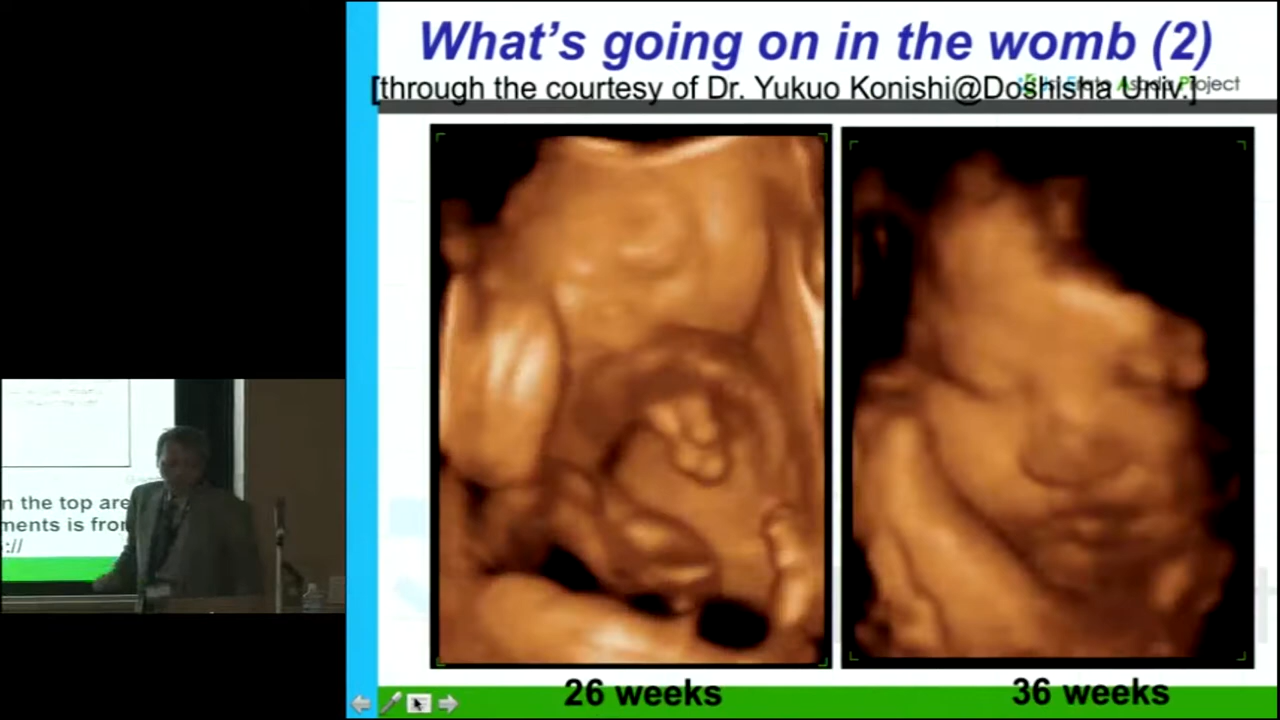 What's going on in the womb (2)
Project
[through the courtesy of Dr. Yukuo Konishi@Doshisha Univ.]
n the top are
ments is from
://
26 weeks
36 weeks